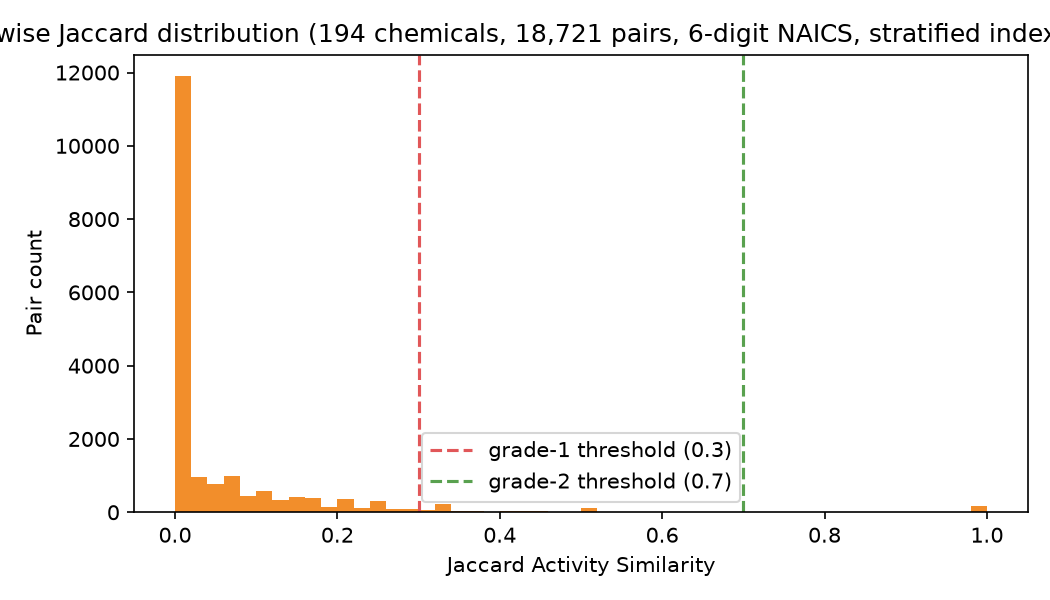 wise Jaccard distribution (194 chemicals, 18,721 pairs, 6-digit NAICS, stratified index
12000
10000
8000
6000
4000
2000
0
Pair count
grade-1 threshold (0.3)
grade-2 threshold (0.7)
0.0 0.2 0.4 0.6 0.8 1.0
Jaccard Activity Similarity